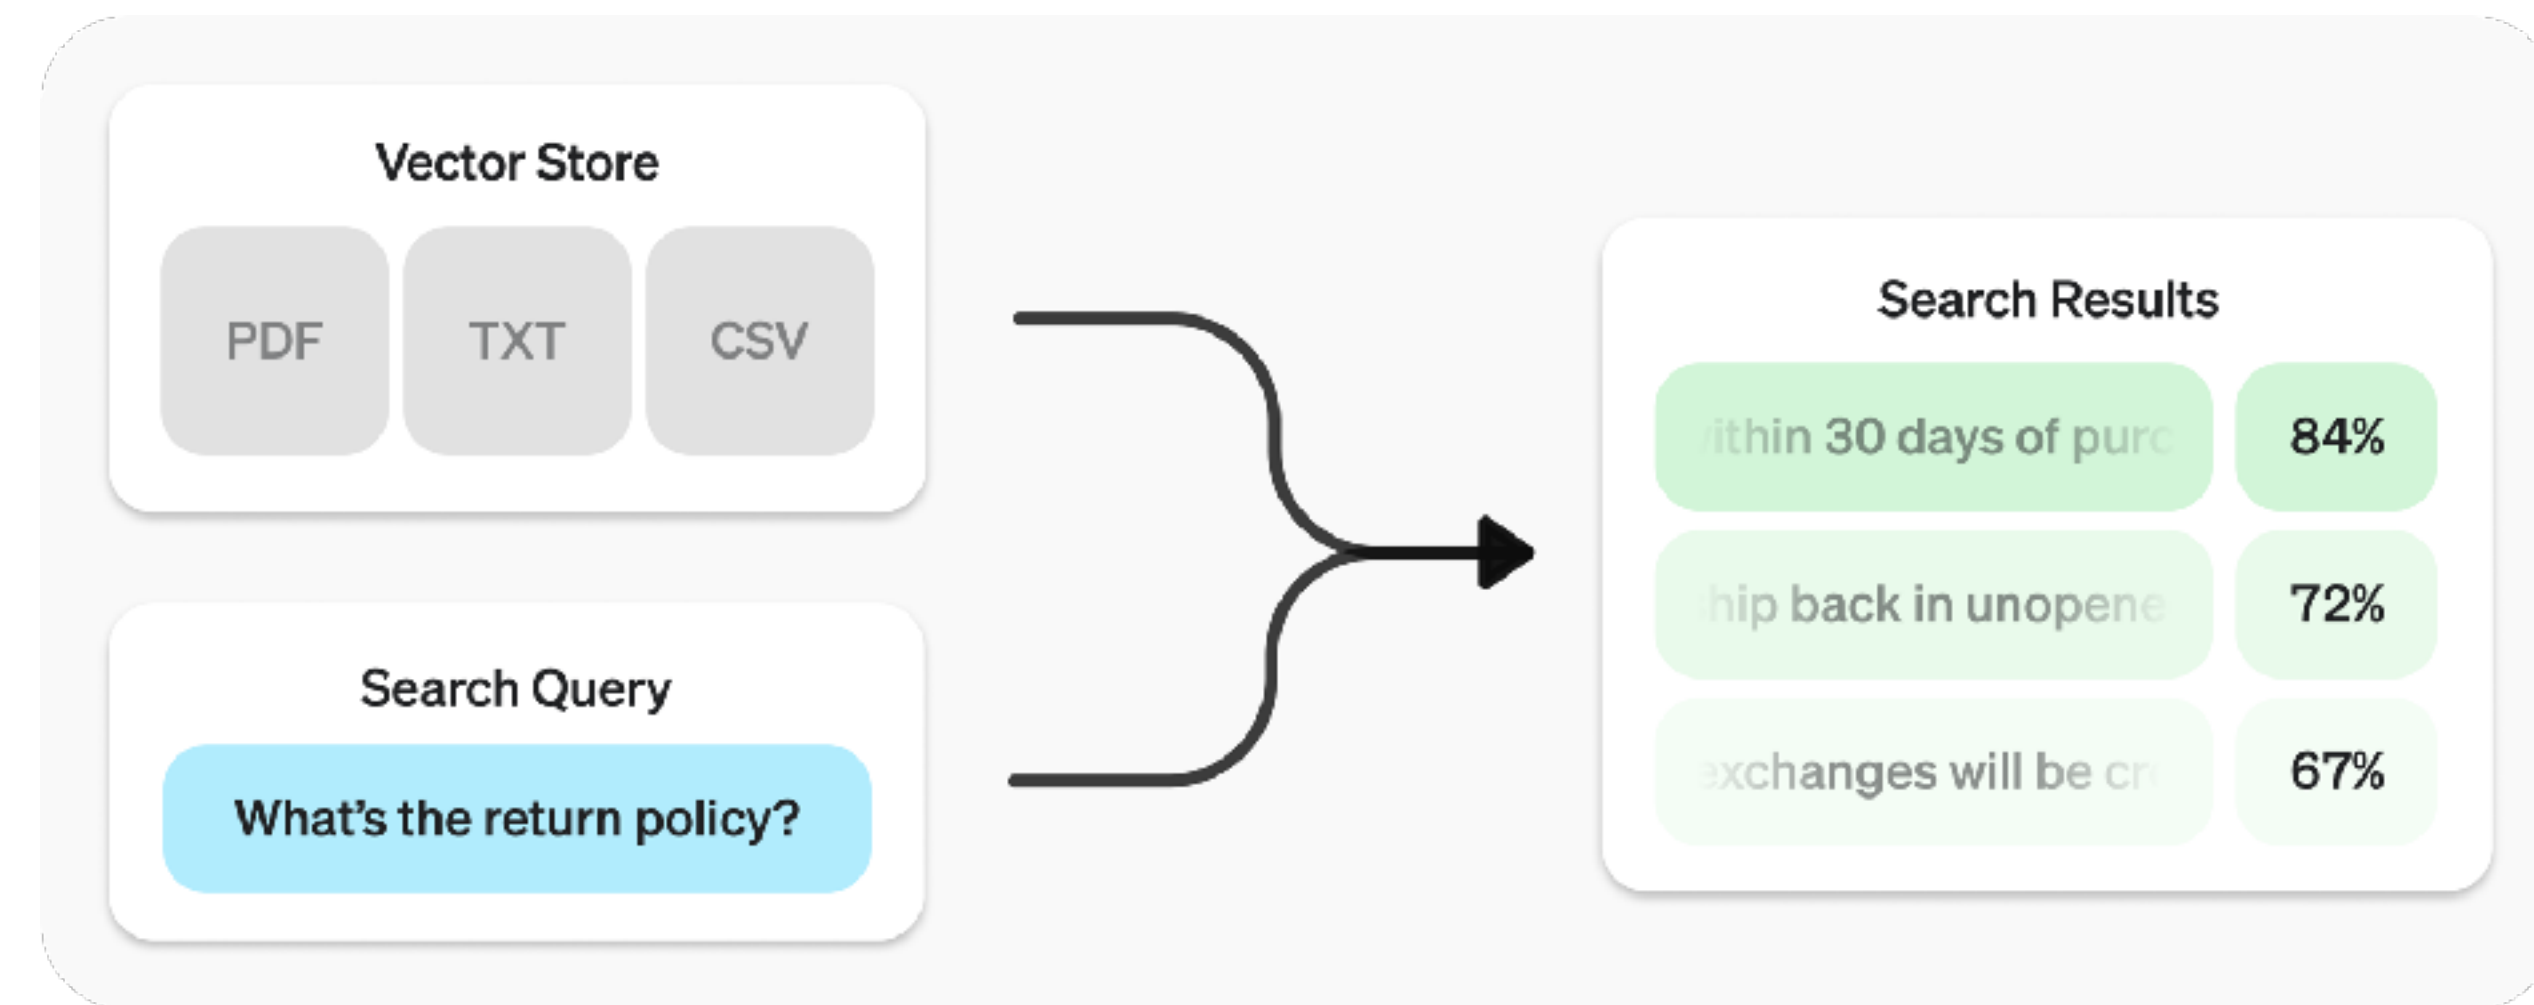 Vector Store
PDF
TXT
CSV
Search Query
What's the return policy?
Search Results
ithin 30 days of purc
84%
hip back in unopene
72%
exchanges will be cr
67%